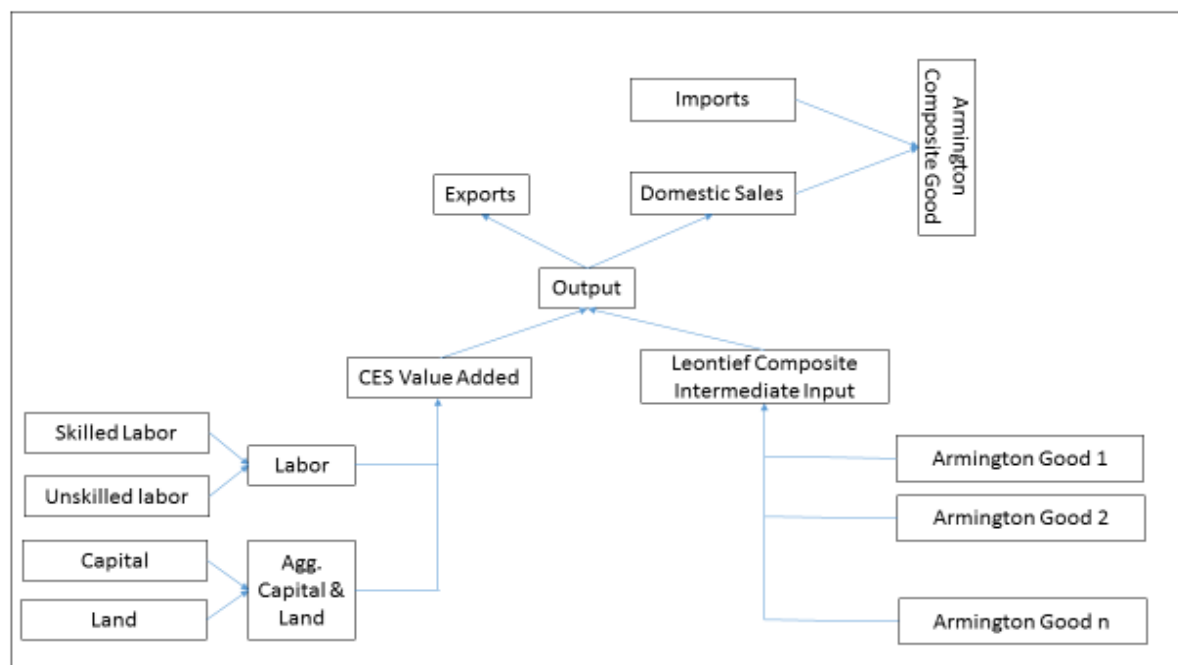 Imports
Armington
Composite Good
Exports
Domestic Sales
Output
CES Value Added
Leontief Composite
Intermediate Input
Skilled Labor
Labor
Unskilled labor
Capital
Agg.
Capital &
Land
Land
Armington Good 1
Armington Good 2
Armington Good n